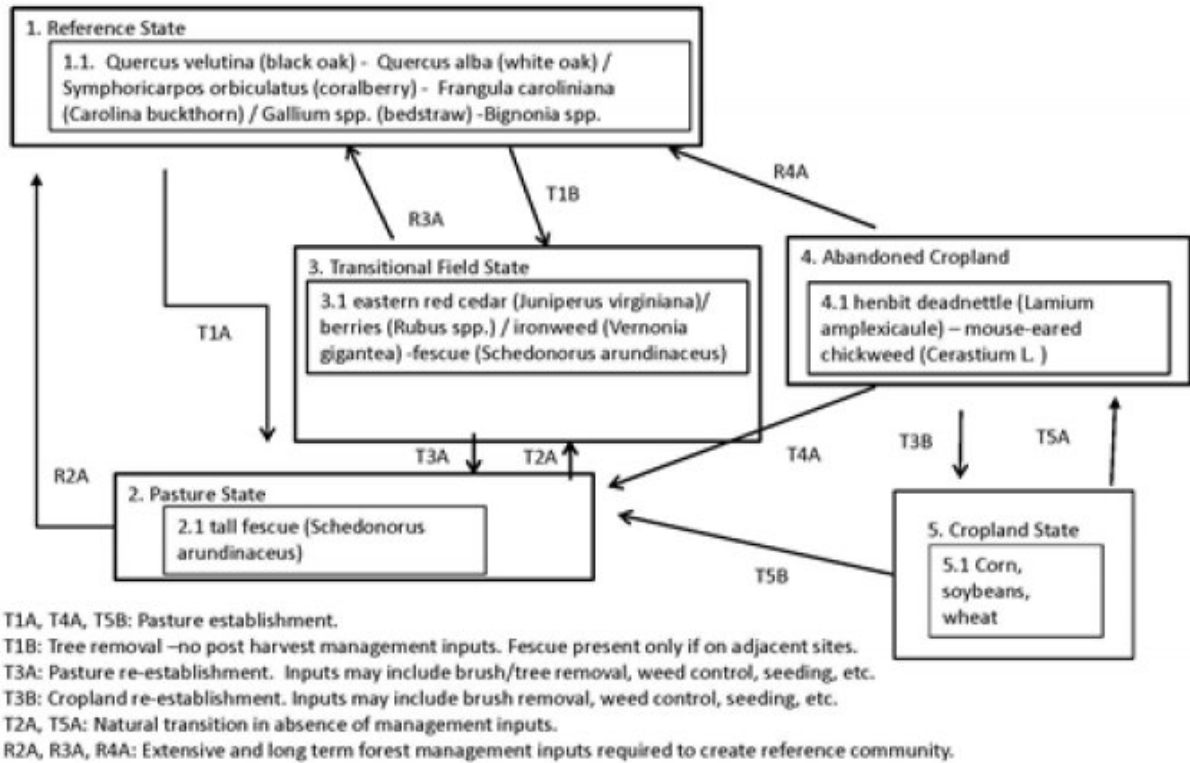 1. Reference State
1.1. Quercus velutina (black oak) - Quercus alba (white oak) /
Symphoricarpos orbiculatus (coralberry) - Frangula caroliniana
(Carolina buckthorn) / Gallium spp. (bedstraw) -Bignonia spp.
R4A
T1B
R3A
3. Transitional Field State
3.1 eastern red cedar (Juniperus virginiana)/
berries (Rubus spp.) / ironweed (Vernonia
gigantea) -fescue (Schedonorus arundinaceus)
4. Abandoned Cropland
4.1 henbit deadnettle (Lamium
amplexicaule) – mouse-eared
chickweed (Cerastium L. )
T1A
T3A
T2A
T4A
T3B
T5A
R2A
2. Pasture State
2.1 tall fescue (Schedonorus
arundinaceus)
5. Cropland State
5.1 Corn,
soybeans,
wheat
T5B
T1A, T4A, T5B: Pasture establishment.
T1B: Tree removal –no post harvest management inputs. Fescue present only if on adjacent sites.
T3A: Pasture re-establishment. Inputs may include brush/tree removal, weed control, seeding, etc.
T3B: Cropland re-establishment. Inputs may include brush removal, weed control, seeding, etc.
T2A, T5A: Natural transition in absence of management inputs.
R2A, R3A, R4A: Extensive and long term forest management inputs required to create reference community.